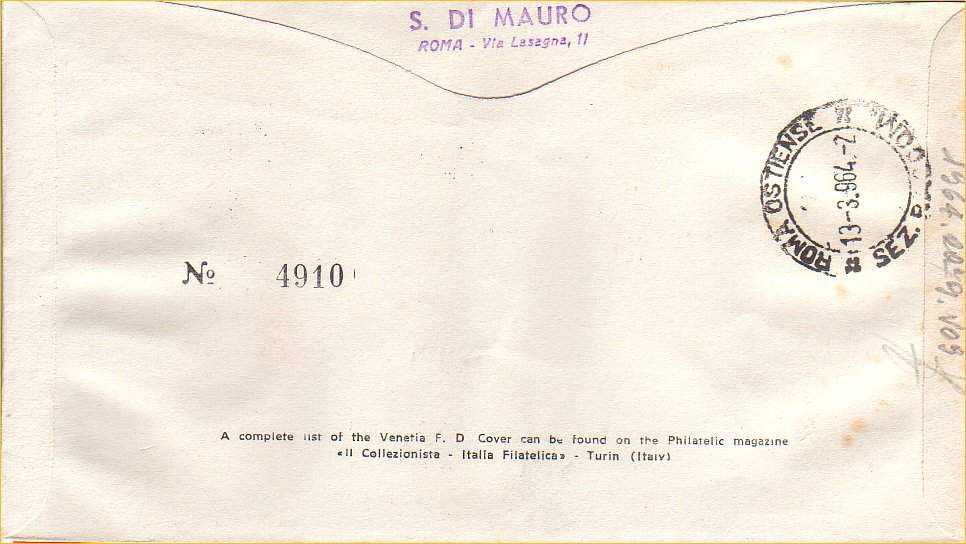 S. DI MAURO
ROMA - Via Lasagna, 11
ROMA OSTIENSE
SEZ.
13-3.964.-2
No 4910
A complete list of the Venetia F. D Cover can be found on the Philatelic magazine
«Il Collezionista - Italia Filatelica» - Turin (Italy)